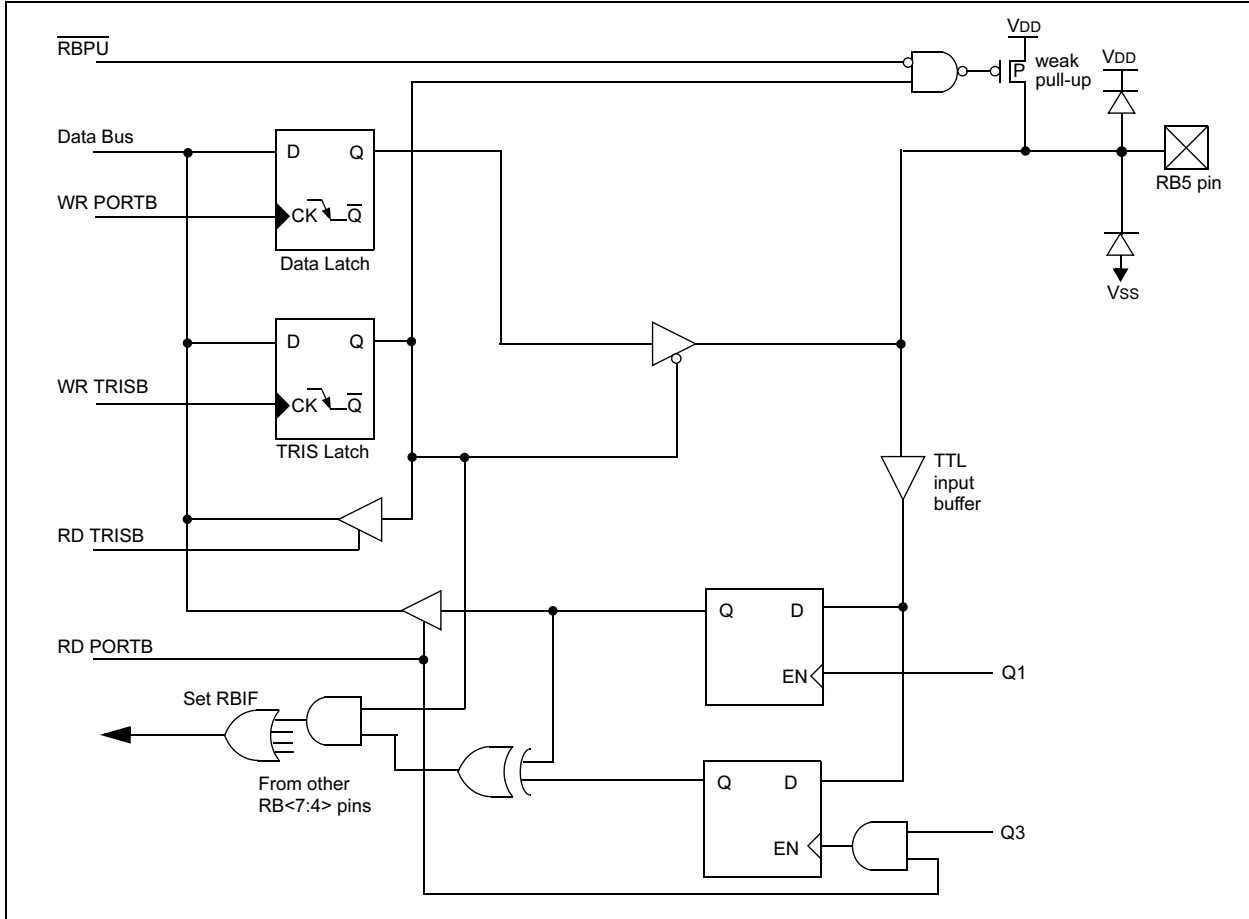 RBPU
VDD
P
weak
pull-up
VDD
Data Bus
D
Q
WR PORTB
CK
Q
Data Latch
RB5 pin
VSS
D
Q
WR TRISB
CK
Q
TRIS Latch
TTL
input
buffer
RD TRISB
Q
D
RD PORTB
EN
Q1
Set RBIF
From other
RB<7:4> pins
Q
D
EN
Q3